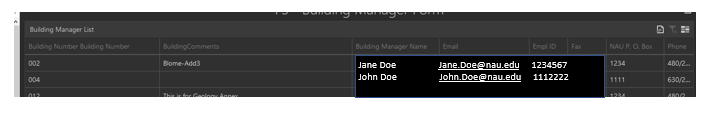 Building Manager Form
Building Manager List
Building Number Building Number BuildingComments Building Manager Name Email Empl ID Fax NAU P. O. Box Phone
002 Blome-Add3 Jane Doe Jane.Doe@nau.edu 1234567 1234 480/2...
004 John Doe John.Doe@nau.edu 1112222 1111 630/2...
012 This is for Geology Annex 1234 480/2...